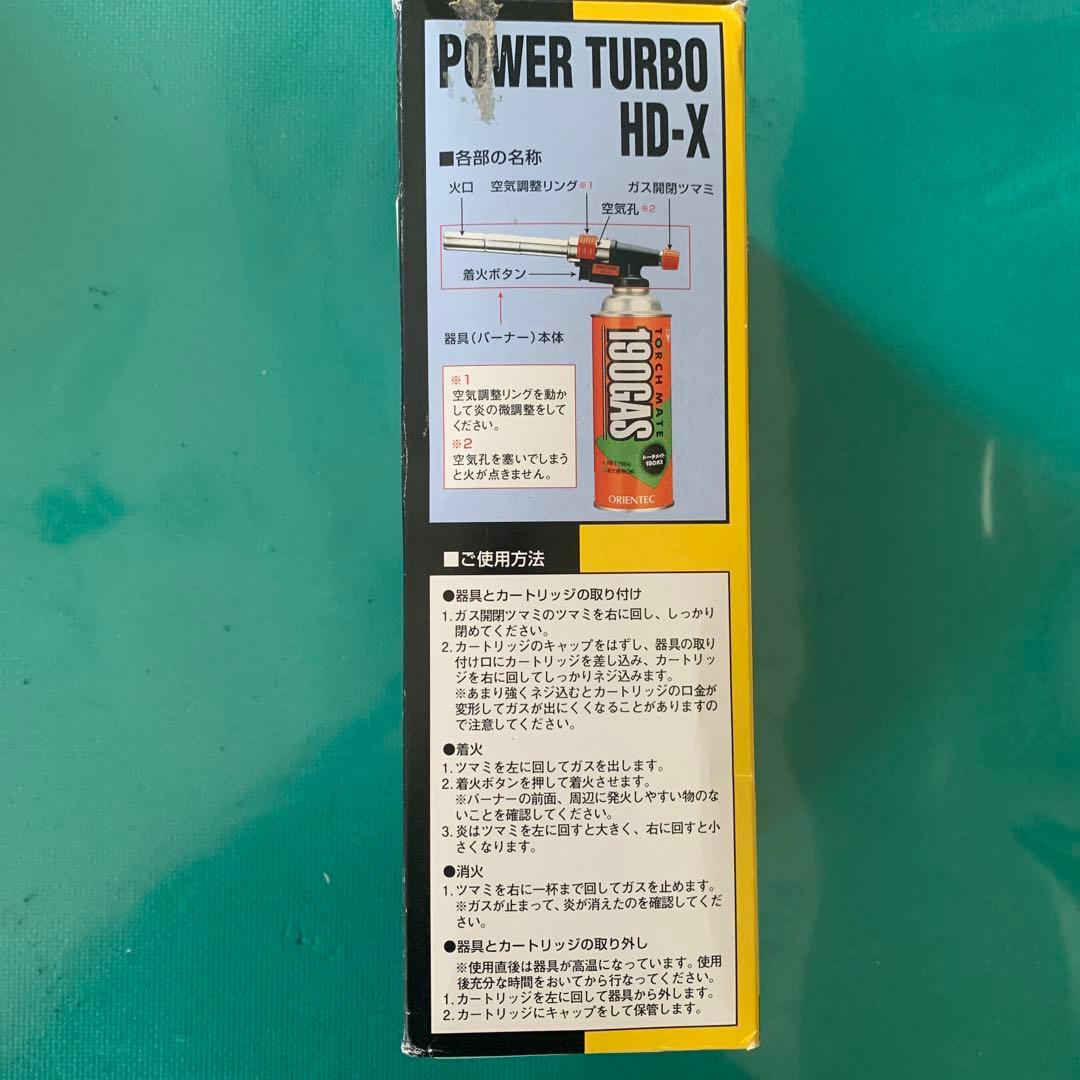 POWER TURBO
HD-X
■各部の名称
火口
空気調整リング※1
ガス開閉ツマミ
空気孔※2
着火ボタン
器具(バーナー)本体
※1
空気調整リングを動か
して炎の微調整をして
ください。
※2
空気孔を塞いでしまう
と火が点きません。
TORCH MATE
190GAS
トーチメイト
190ガス
ORIENTEC
■ご使用方法
●器具とカートリッジの取り付け
1. ガス開閉ツマミのツマミを右に回し、しっかり
閉めてください。
2. カートリッジのキャップをはずし、器具の取り
付け口にカートリッジを差し込み、カートリッ
ジを右に回してしっかりネジ込みます。
※あまり強くネジ込むとカートリッジの口金が
変形してガスが出にくくなることがありますの
で注意してください。
●着火
1. ツマミを左に回してガスを出します。
2. 着火ボタンを押して着火させます。
※バーナーの前面、周辺に発火しやすい物のな
いことを確認してください。
3. 炎はツマミを左に回すと大きく、右に回すと小
さくなります。
●消火
1. ツマミを右に一杯まで回してガスを止めます。
※ガスが止まって、炎が消えたのを確認してくだ
さい。
●器具とカートリッジの取り外し
※使用直後は器具が高温になっています。使用
後充分な時間をおいてから行なってください。
1. カートリッジを左に回して器具から外します。
2. カートリッジにキャップをして保管します。